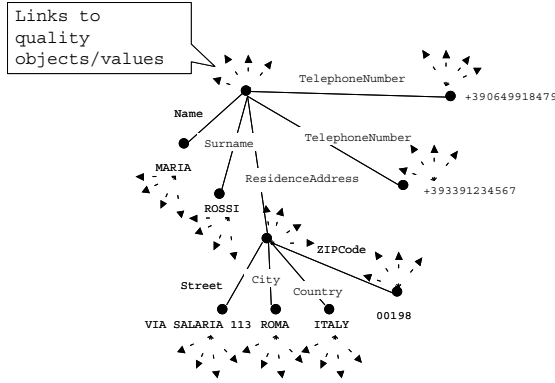 Links to
quality
objects/values
TelephoneNumber
+390649918479
Name
Surname
TelephoneNumber
MARIA
ResidenceAddress
+393391234567
ROSSI
ZIPCode
Street
City
Country
00198
VIA SALARIA 113
ROMA
ITALY